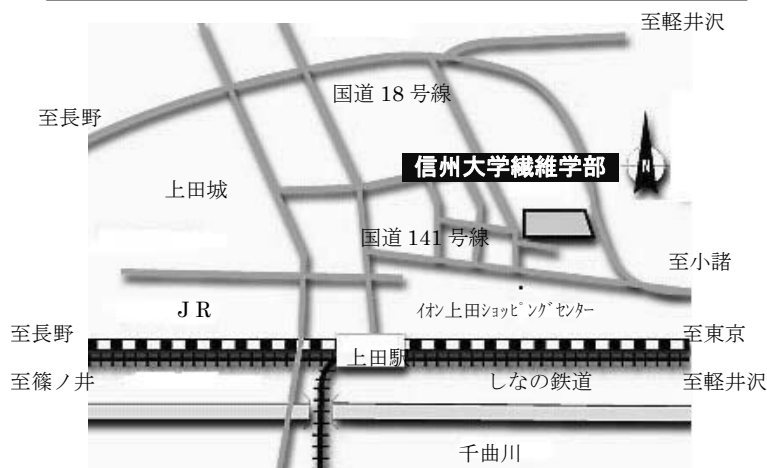 至軽井沢
国道 18 号線
至長野
信州大学繊維学部
N
上田城
国道 141 号線
至小諸
J R
イオン上田ショッピングセンター
至長野
至東京
上田駅
至篠ノ井
しなの鉄道
至軽井沢
千曲川